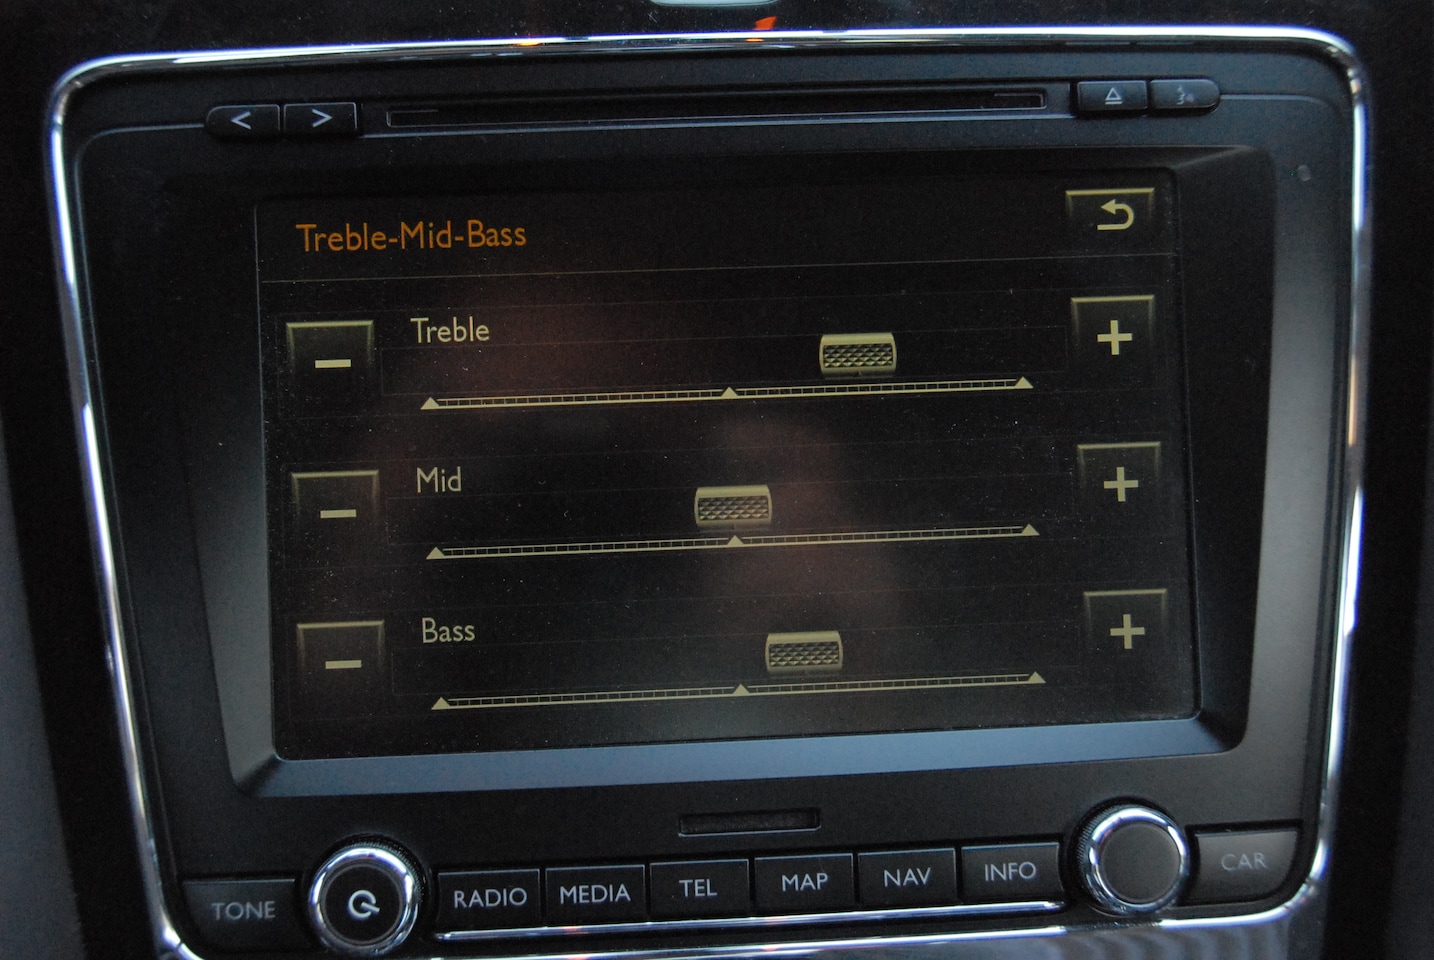 < >
Treble-Mid-Bass
Treble
− +
Mid
− +
Bass
− +
TONE RADIO MEDIA TEL MAP NAV INFO CAR